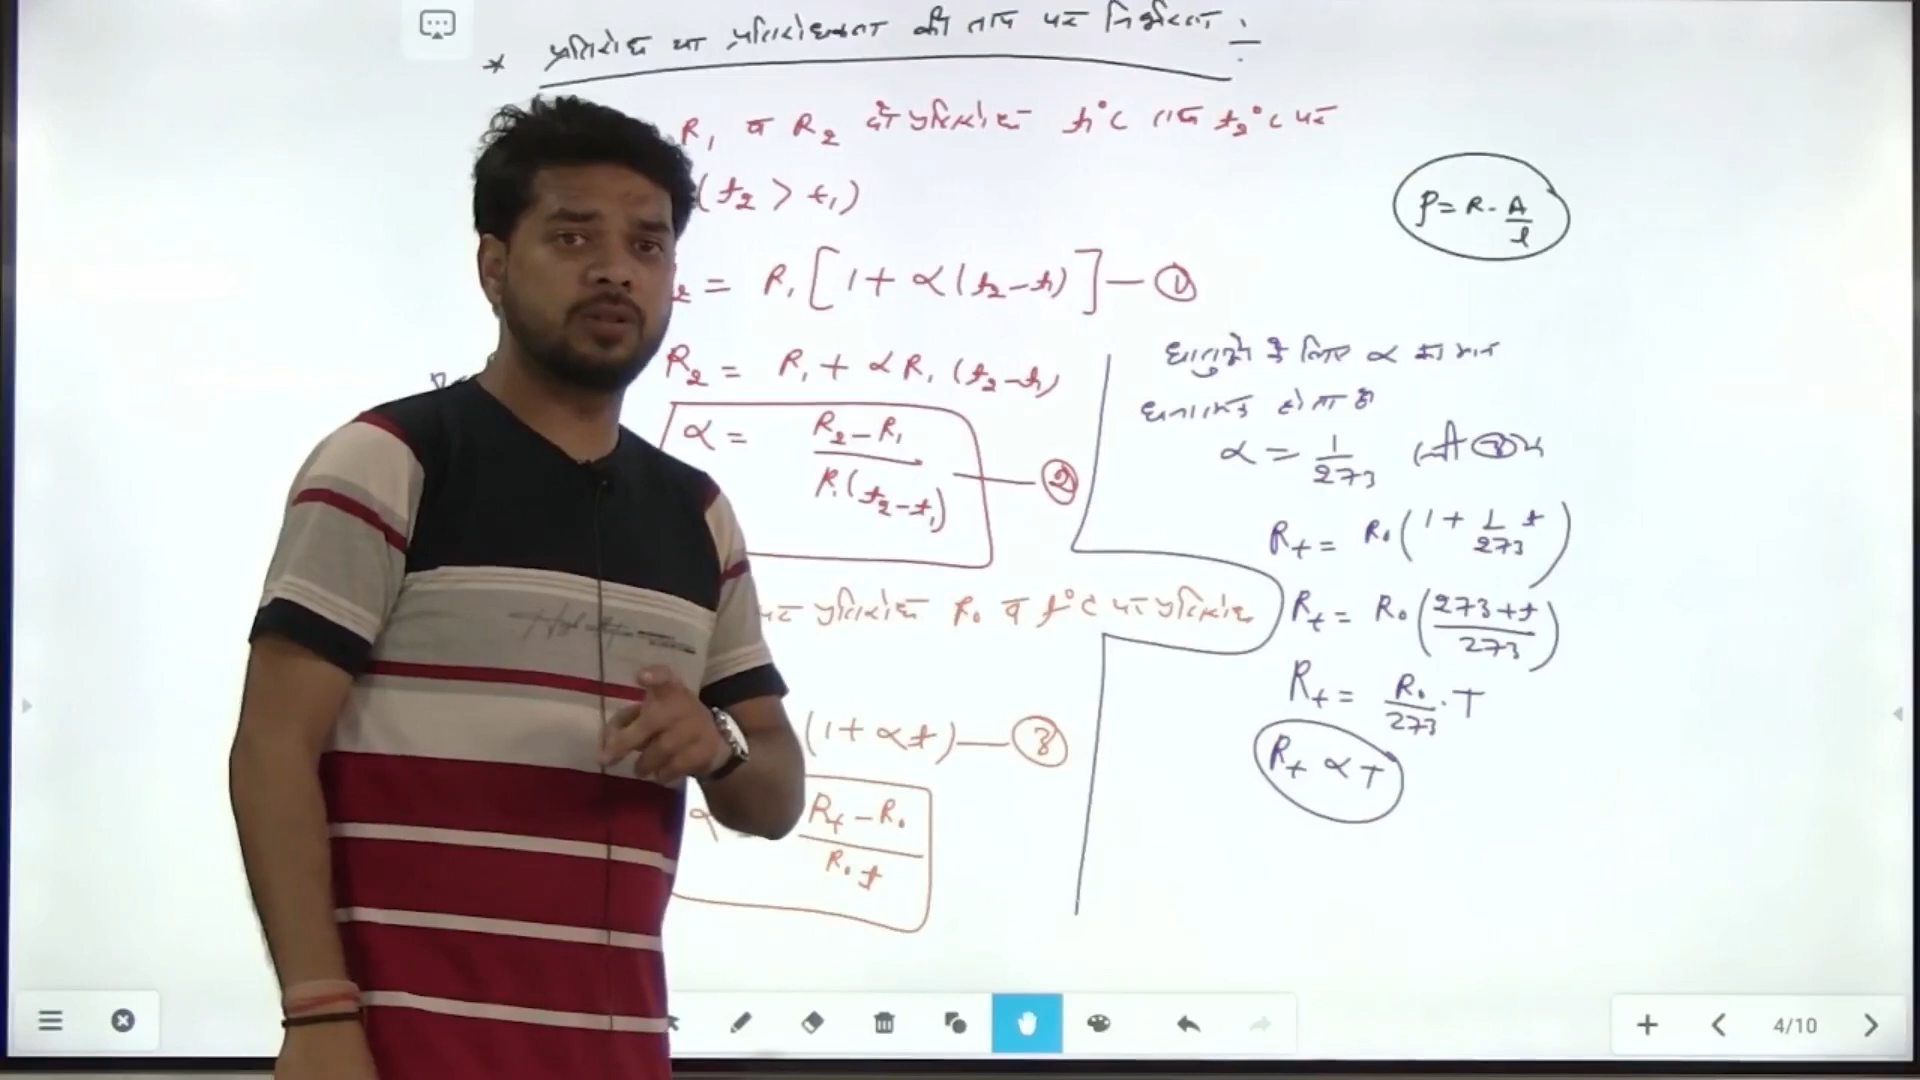 * प्रतिरोध या प्रतिरोधकता की ताप पर निर्भरता :
R₁ व R₂ दो प्रतिरोध t₁°C तथा t₂°C पर
(t₂ > t₁)
ρ = R · A/l
= R₁ [1 + α (t₂ - t₁)] — ①
R₂ = R₁ + α R₁ (t₂ - t₁)
α = (R₂ - R₁)/(R₁ (t₂ - t₁)) — ②
पर प्रतिरोध R₀ व t°C पर प्रतिरोध
(1 + αt) — ③
α = (Rₜ - R₀)/(R₀ t)
धातुओं के लिए α का मान
धनात्मक होता है
α = 1/273
Rₜ = R₀ (1 + 1/273 t)
Rₜ = R₀ ((273 + t)/273)
Rₜ = R₀/273 · T
Rₜ α T
4/10